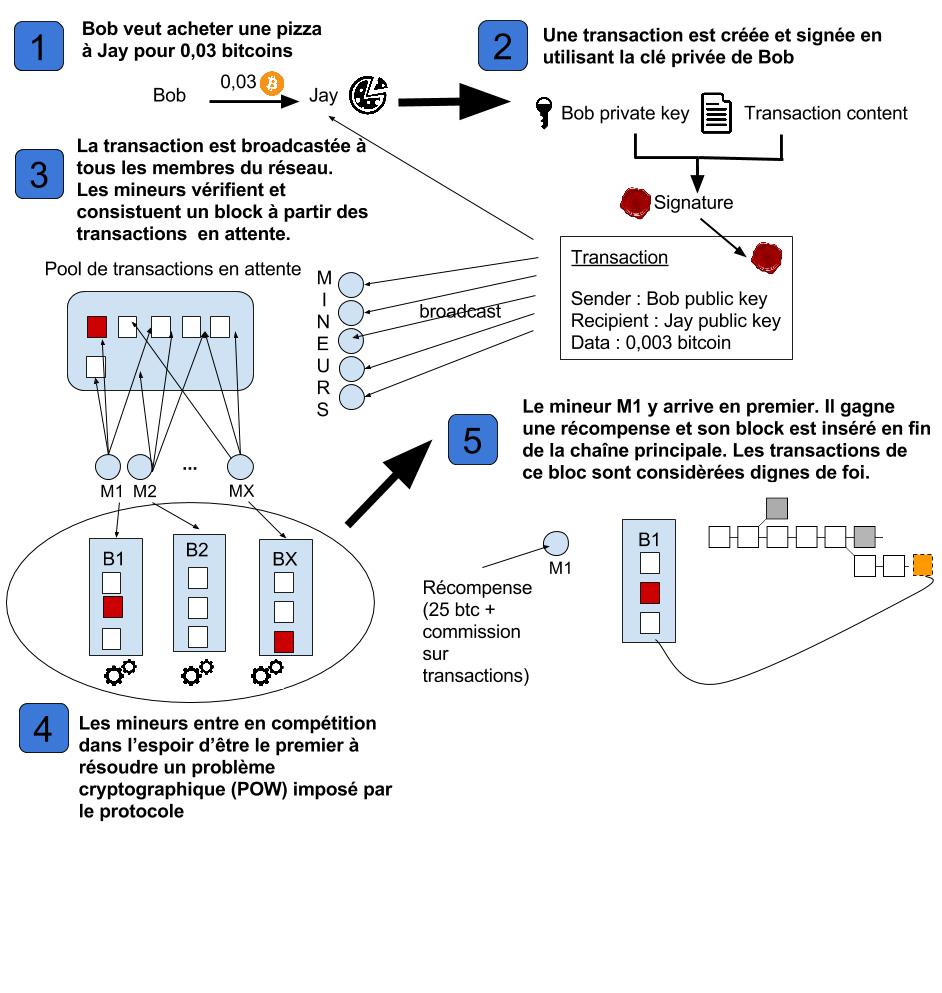 1
Bob veut acheter une pizza
à Jay pour 0,03 bitcoins
Bob
0,03
Jay
2
Une transaction est créée et signée en
utilisant la clé privée de Bob
Bob private key
Transaction content
Signature
Transaction
Sender : Bob public key
Recipient : Jay public key
Data : 0,003 bitcoin
3
La transaction est broadcastée à
tous les membres du réseau.
Les mineurs vérifient et
consistuent un block à partir des
transactions en attente.
Pool de transactions en attente
M
I
N
E
U
R
S
broadcast
M1
M2
...
MX
B1
B2
BX
4
Les mineurs entre en compétition
dans l'espoir d'être le premier à
résoudre un problème
cryptographique (POW) imposé par
le protocole
5
Le mineur M1 y arrive en premier. Il gagne
une récompense et son block est inséré en fin
de la chaîne principale. Les transactions de
ce bloc sont considèrées dignes de foi.
M1
Récompense
(25 btc +
commission
sur
transactions)
B1